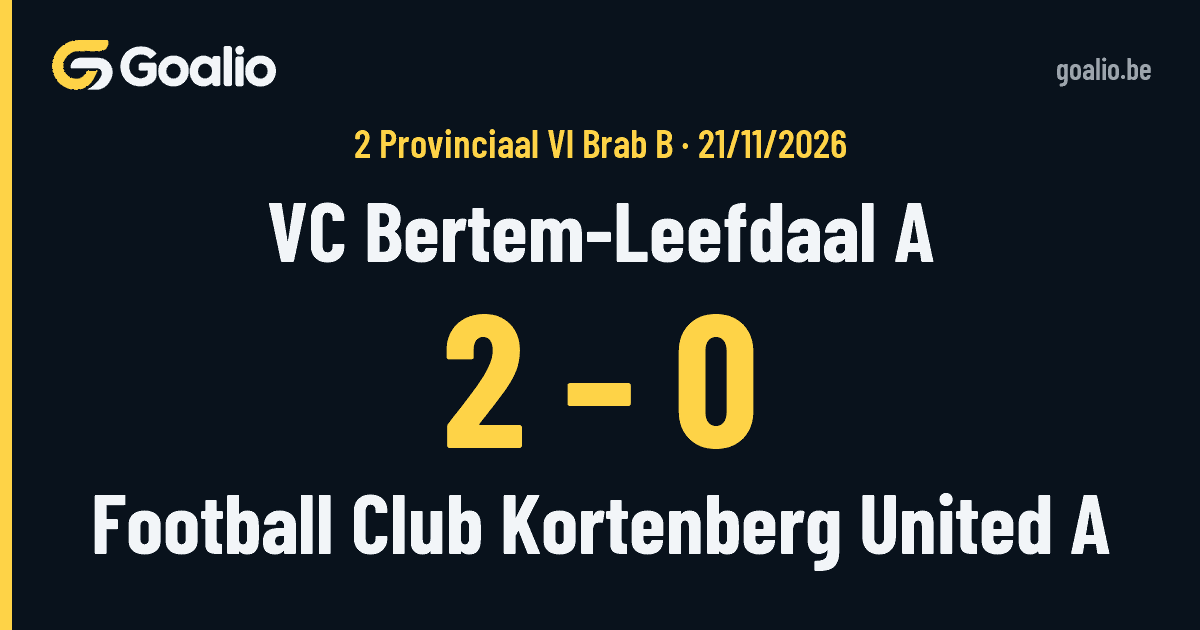 Goalio
goalio.be
2 Provinciaal Vl Brab B · 21/11/2026
VC Bertem-Leefdaal A
2 - 0
Football Club Kortenberg United A